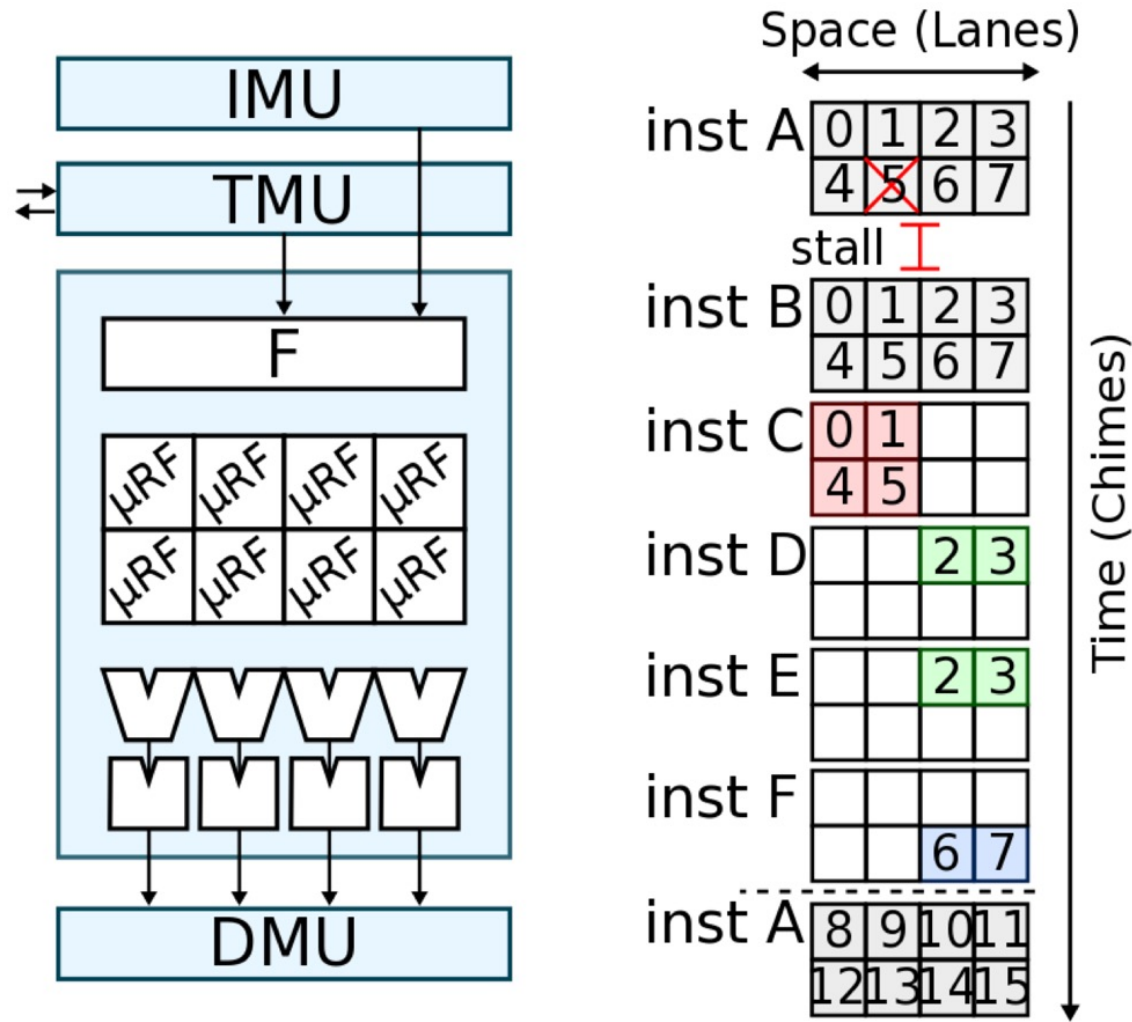 IMU
TMU
F
μRF μRF μRF μRF
μRF μRF μRF μRF
DMU
Space (Lanes)
inst A 0 1 2 3
4 5 6 7
stall
inst B 0 1 2 3
4 5 6 7
inst C 0 1
4 5
inst D 2 3
inst E 2 3
inst F
6 7
inst A 8 9 10 11
12 13 14 15
Time (Chimes)